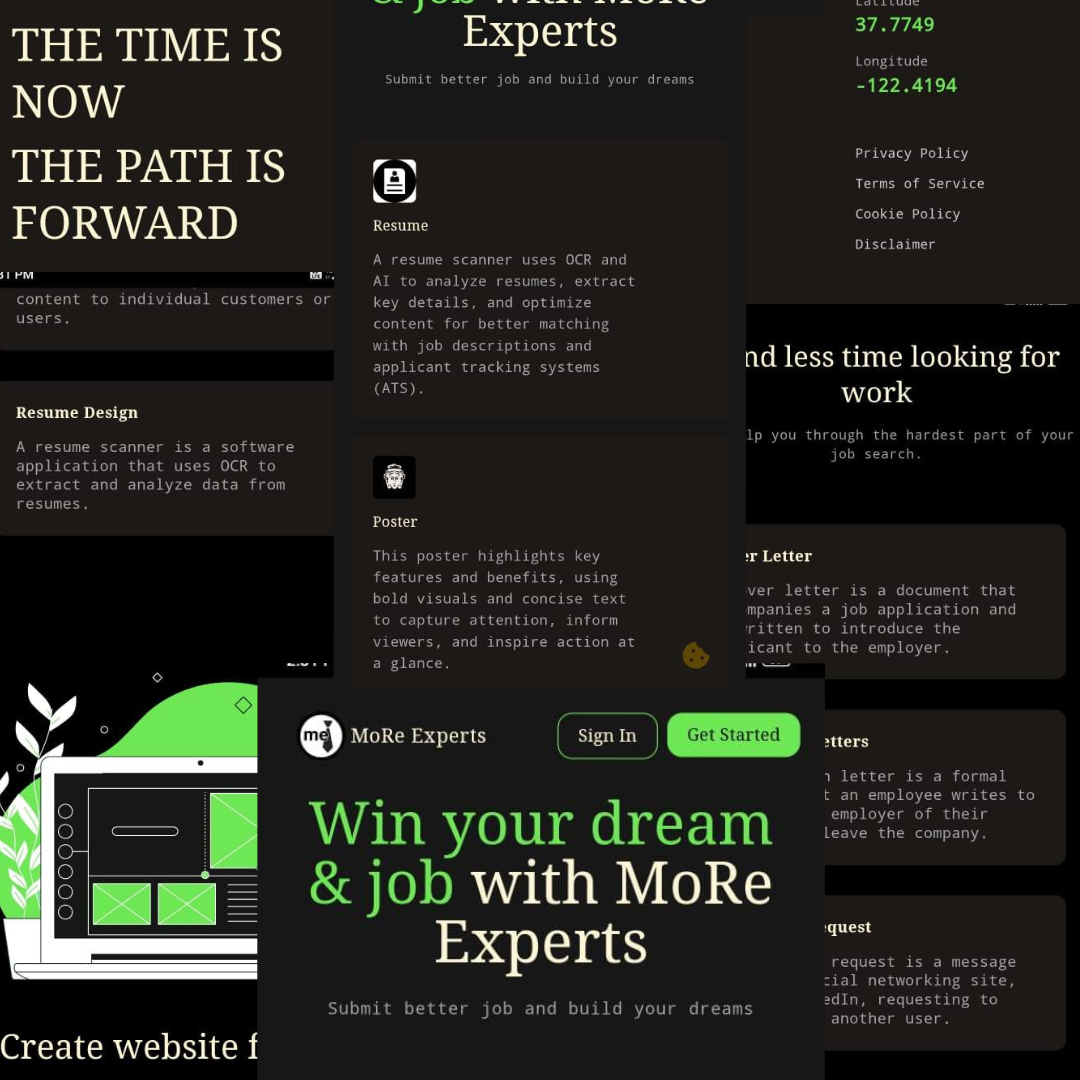 THE TIME IS
NOW
THE PATH IS
FORWARD
content to individual customers or
users.
Resume Design
A resume scanner is a software
application that uses OCR to
extract and analyze data from
resumes.
& job with MoRe
Experts
Submit better job and build your dreams
Resume
A resume scanner uses OCR and
AI to analyze resumes, extract
key details, and optimize
content for better matching
with job descriptions and
applicant tracking systems
(ATS).
Poster
This poster highlights key
features and benefits, using
bold visuals and concise text
to capture attention, inform
viewers, and inspire action at
a glance.
Latitude
37.7749
Longitude
-122.4194
Privacy Policy
Terms of Service
Cookie Policy
Disclaimer
nd less time looking for
work
lp you through the hardest part of your
job search.
er Letter
ver letter is a document that
mpanies a job application and
ritten to introduce the
icant to the employer.
etters
n letter is a formal
t an employee writes to
employer of their
leave the company.
equest
request is a message
cial networking site,
edIn, requesting to
another user.
me
MoRe Experts
Sign In
Get Started
Win your dream
& job with MoRe
Experts
Submit better job and build your dreams
Create website f